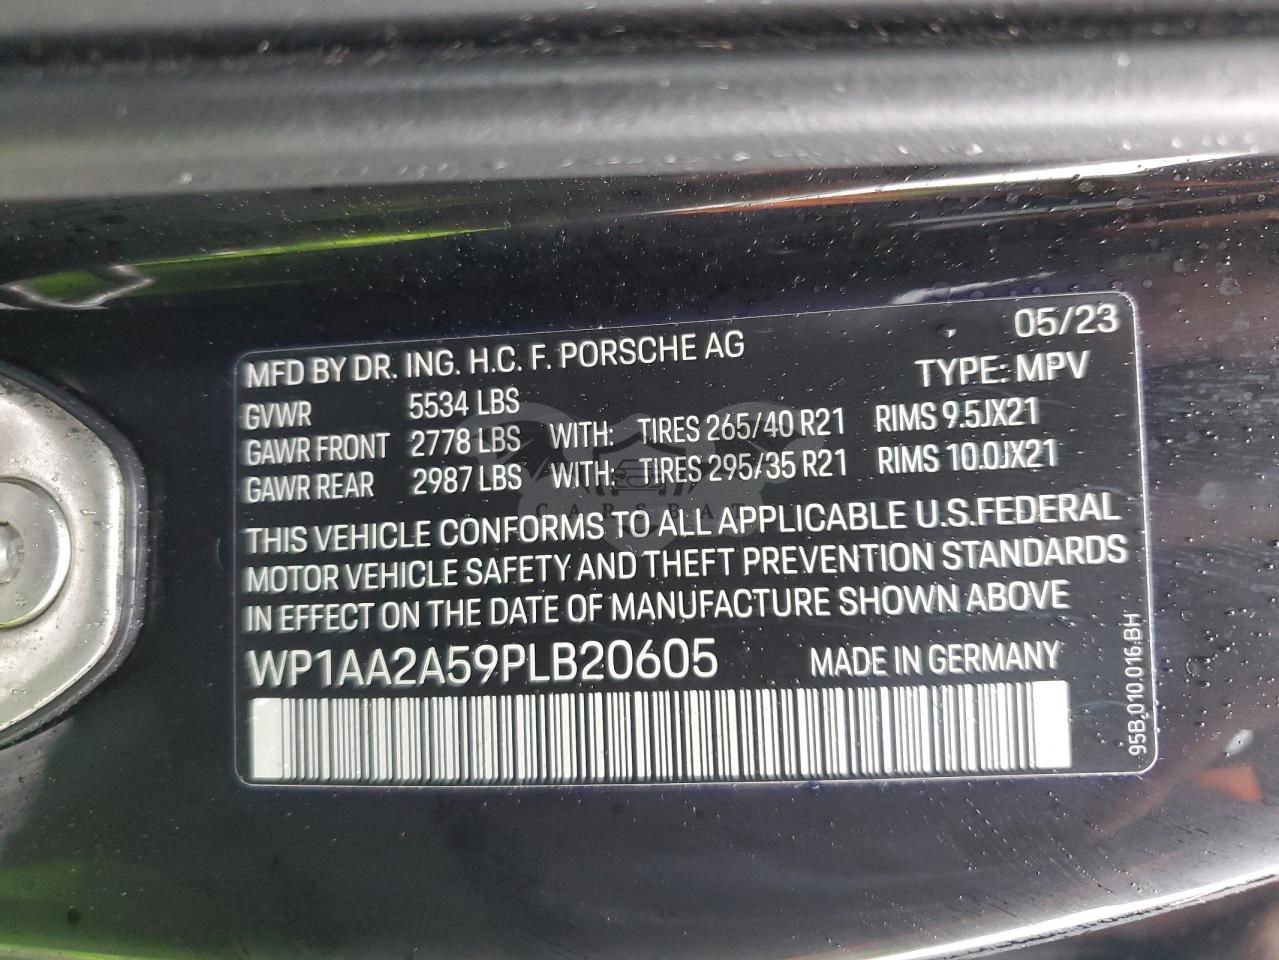 05/23
MFD BY DR. ING. H.C. F. PORSCHE AG
TYPE: MPV
GVWR 5534 LBS
GAWR FRONT 2778 LBS WITH: TIRES 265/40 R21 RIMS 9.5JX21
GAWR REAR 2987 LBS WITH: TIRES 295/35 R21 RIMS 10.0JX21
THIS VEHICLE CONFORMS TO ALL APPLICABLE U.S.FEDERAL
MOTOR VEHICLE SAFETY AND THEFT PREVENTION STANDARDS
IN EFFECT ON THE DATE OF MANUFACTURE SHOWN ABOVE
WP1AA2A59PLB20605 MADE IN GERMANY
95B.010.016.BH